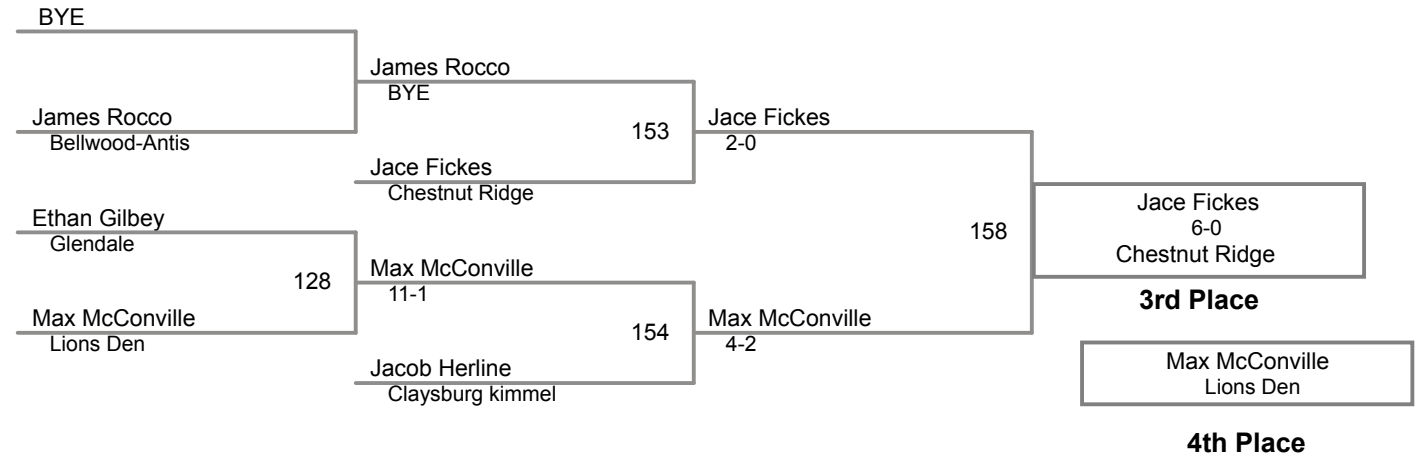 BYE
James Rocco
BYE
James Rocco
Bellwood-Antis
153
Jace Fickes
2-0
Jace Fickes
Chestnut Ridge
Ethan Gilbey
Glendale
158
Jace Fickes
6-0
Chestnut Ridge
3rd Place
128
Max McConville
11-1
Max McConville
Lions Den
154
Max McConville
4-2
Jacob Herline
Claysburg kimmel
Max McConville
Lions Den
4th Place